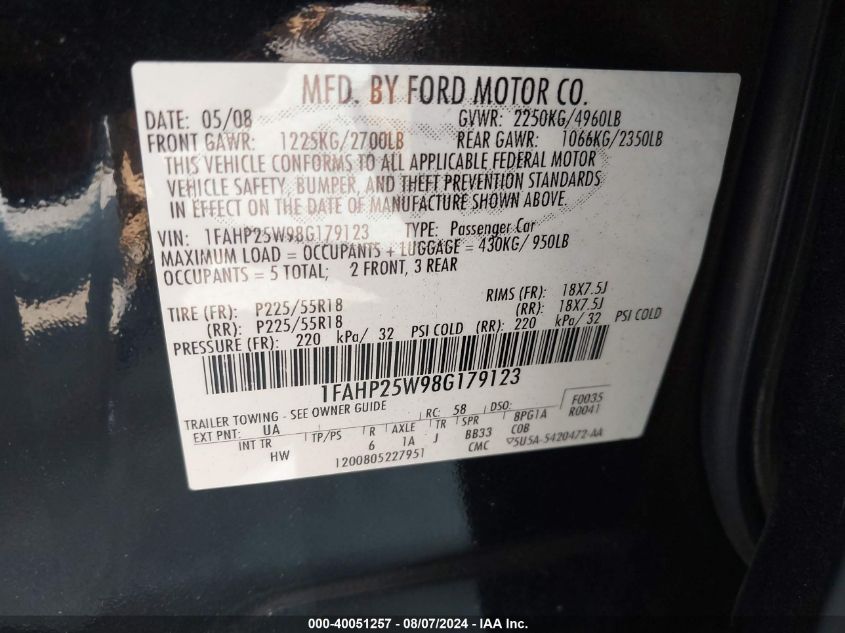 MFD. BY FORD MOTOR CO.
DATE: 05/08 GVWR: 2250KG/4960LB
FRONT GAWR: 1225KG/2700LB REAR GAWR: 1066KG/2350LB
THIS VEHICLE CONFORMS TO ALL APPLICABLE FEDERAL MOTOR
VEHICLE SAFETY, BUMPER, AND THEFT PREVENTION STANDARDS
IN EFFECT ON THE DATE OF MANUFACTURE SHOWN ABOVE.
VIN: 1FAHP25W98G179123 TYPE: Passenger Car
MAXIMUM LOAD = OCCUPANTS + LUGGAGE = 430KG/ 950LB
OCCUPANTS = 5 TOTAL; 2 FRONT, 3 REAR
TIRE (FR): P225/55R18 RIMS (FR): 18X7.5J
(RR): P225/55R18 (RR): 18X7.5J
PRESSURE (FR): 220 kPa/ 32 PSI COLD (RR): 220 kPa/ 32 PSI COLD
1FAHP25W98G179123
TRAILER TOWING - SEE OWNER GUIDE RC: 58 DSO: F0035
EXT PNT: UA R AXLE TR SPR 8PG1A R0041
INT TR TP/PS 6 1A J BB33 COB
HW CMC 5U5A-5420472-AA
1200805227951
000-40051257 - 08/07/2024 - IAA Inc.